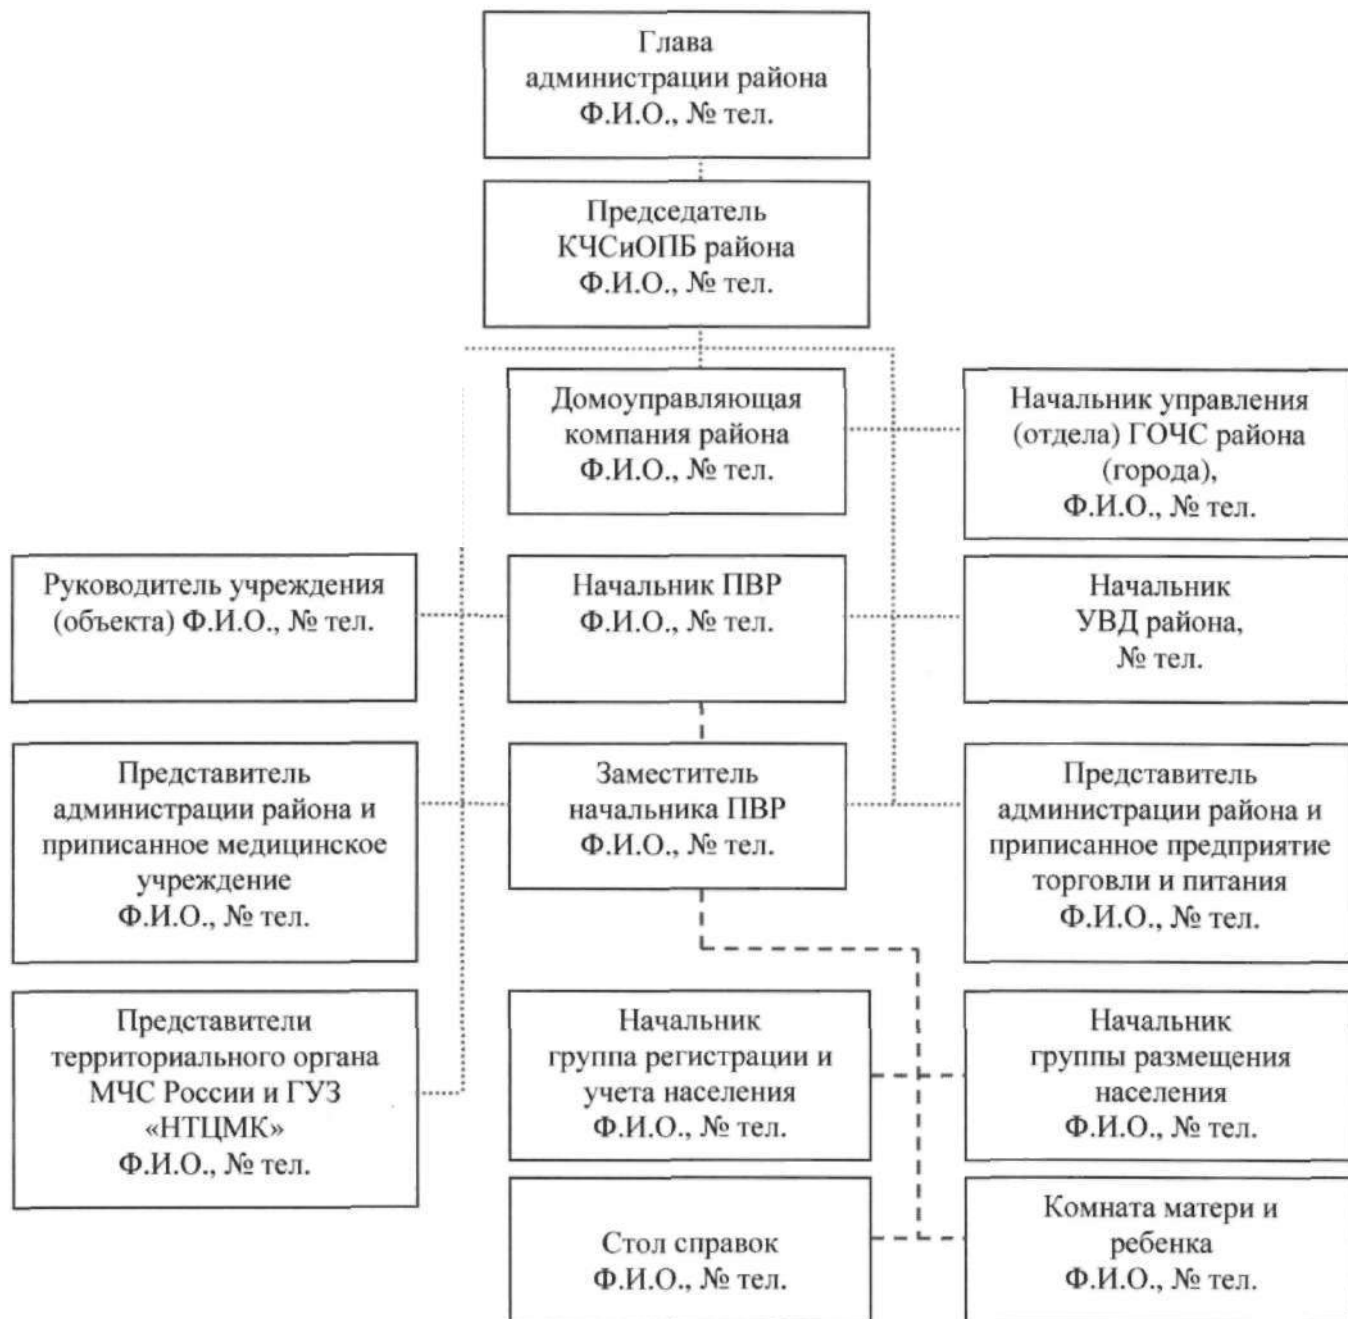 Глава
администрации района
Ф.И.О., № тел.
Председатель
КЧСиОПБ района
Ф.И.О., № тел.
Домоуправляющая
компания района
Ф.И.О., № тел.
Начальник управления
(отдела) ГОЧС района
(города),
Ф.И.О., № тел.
Руководитель учреждения
(объекта) Ф.И.О., № тел.
Начальник ПВР
Ф.И.О., № тел.
Начальник
УВД района,
№ тел.
Представитель
администрации района и
приписанное медицинское
учреждение
Ф.И.О., № тел.
Заместитель
начальника ПВР
Ф.И.О., № тел.
Представитель
администрации района и
приписанное предприятие
торговли и питания
Ф.И.О., № тел.
Представители
территориального органа
МЧС России и ГУЗ
«НТЦМК»
Ф.И.О., № тел.
Начальник
группа регистрации и
учета населения
Ф.И.О., № тел.
Начальник
группы размещения
населения
Ф.И.О., № тел.
Стол справок
Ф.И.О., № тел.
Комната матери и
ребенка
Ф.И.О., № тел.